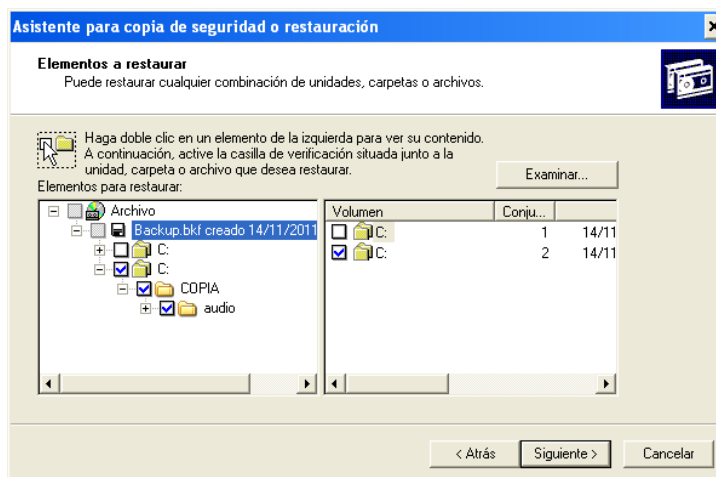 Asistente para copia de seguridad o restauración
Elementos a restaurar
Puede restaurar cualquier combinación de unidades, carpetas o archivos.
Haga doble clic en un elemento de la izquierda para ver su contenido.
A continuación, active la casilla de verificación situada junto a la
unidad, carpeta o archivo que desea restaurar.
Examinar...
Elementos para restaurar:
Archivo
Backup.bkf creado 14/11/2011
C:
C:
COPIA
audio
Volumen Conju...
C: 1 14/11
C: 2 14/11
< Atrás Siguiente > Cancelar